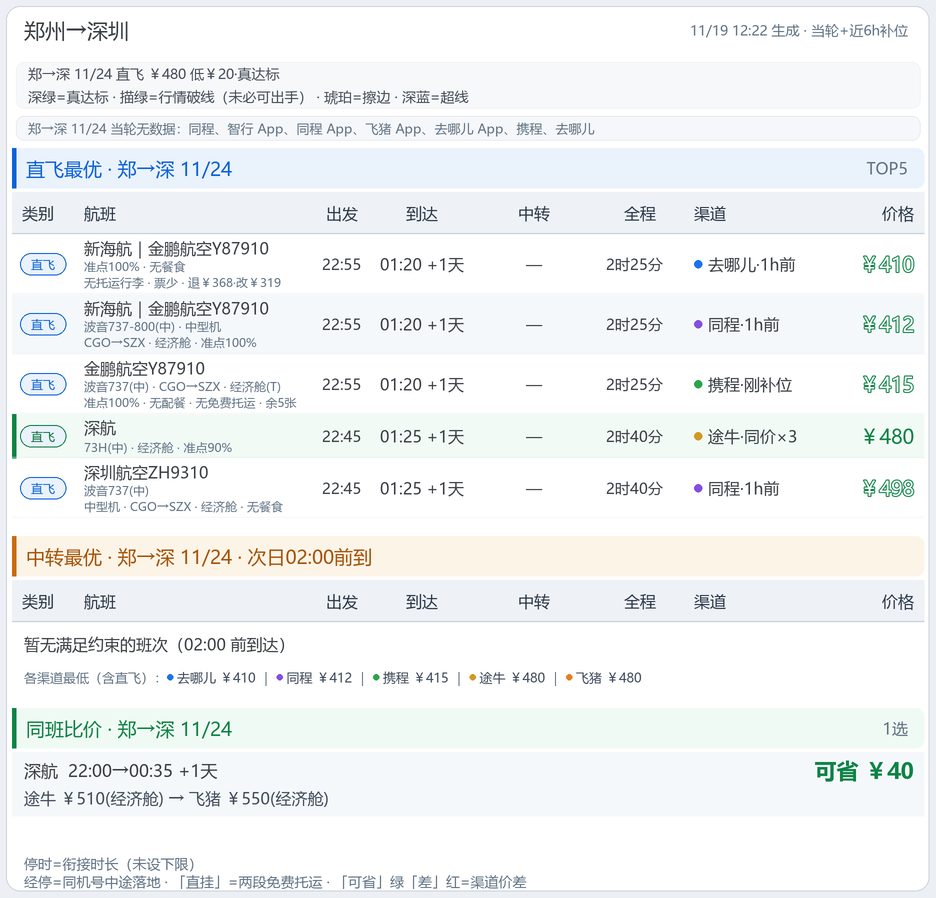 郑州→深圳
11/19 12:22 生成 · 当轮+近6h补位
郑→深 11/24 直飞 ￥480 低￥20·真达标
深绿=真达标 · 描绿=行情破线（未必可出手） · 琥珀=擦边 · 深蓝=超线
郑→深 11/24 当轮无数据：同程、智行 App、同程 App、飞猪 App、去哪儿 App、携程、去哪儿
直飞最优 · 郑→深 11/24 TOP5
类别 航班 出发 到达 中转 全程 渠道 价格
新海航｜金鹏航空Y87910
直飞 准点100% · 无餐食 22:55 01:20 +1天 — 2时25分 去哪儿·1h前 ￥410
无托运行李 · 票少 · 退￥368·改￥319
新海航｜金鹏航空Y87910
直飞 波音737-800(中) · 中型机 22:55 01:20 +1天 — 2时25分 同程·1h前 ￥412
CGO→SZX · 经济舱 · 准点100%
金鹏航空Y87910
直飞 波音737(中) · CGO→SZX · 经济舱(T) 22:55 01:20 +1天 — 2时25分 携程·刚补位 ￥415
准点100% · 无配餐 · 无免费托运 · 余5张
深航
直飞 73H(中) · 经济舱 · 准点90% 22:45 01:25 +1天 — 2时40分 途牛·同价×3 ￥480
深圳航空ZH9310
直飞 波音737(中) 22:45 01:25 +1天 — 2时40分 同程·1h前 ￥498
中型机 · CGO→SZX · 经济舱 · 无餐食
中转最优 · 郑→深 11/24 · 次日02:00前到
类别 航班 出发 到达 中转 全程 渠道 价格
暂无满足约束的班次（02:00 前到达）
各渠道最低（含直飞）: 去哪儿 ￥410 | 同程 ￥412 | 携程 ￥415 | 途牛 ￥480 | 飞猪 ￥480
同班比价 · 郑→深 11/24 1选
深航 22:00→00:35 +1天 可省 ￥40
途牛 ￥510(经济舱) → 飞猪 ￥550(经济舱)
停时=衔接时长（未设下限）
经停=同机号中途落地 · 「直挂」=两段免费托运 · 「可省」绿「差」红=渠道价差